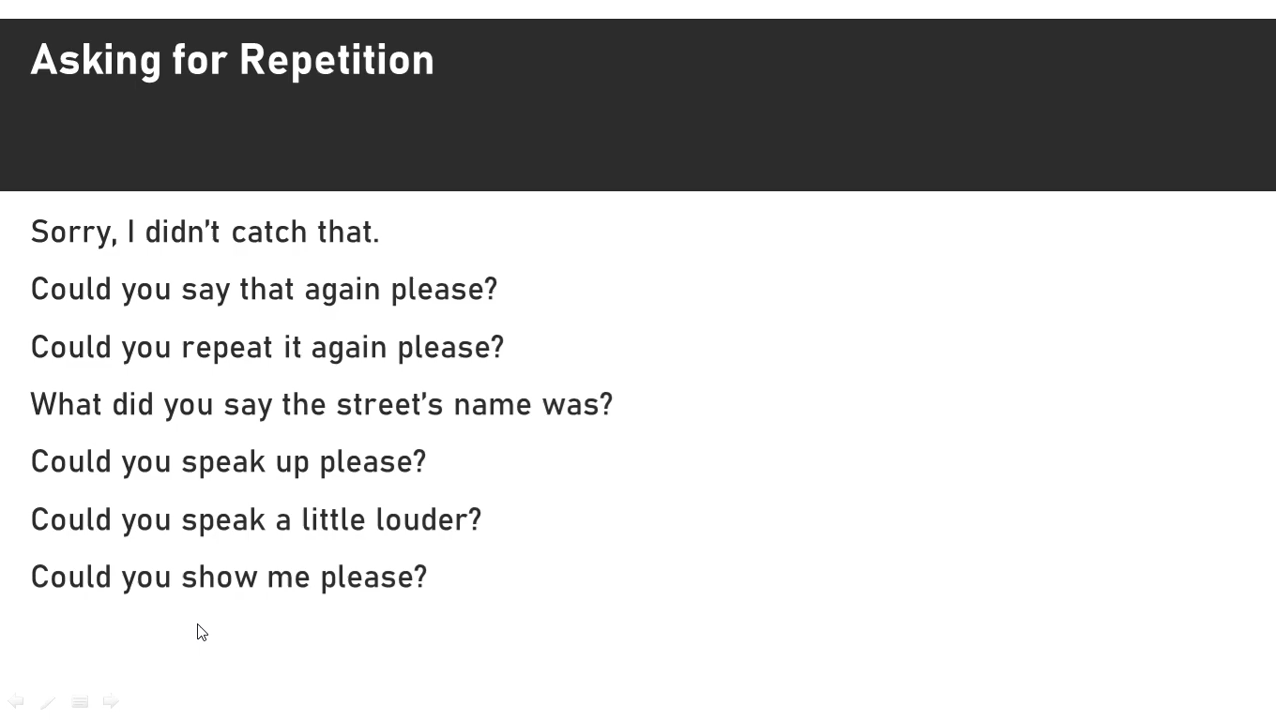 Asking for Repetition
Sorry, I didn’t catch that.
Could you say that again please?
Could you repeat it again please?
What did you say the street’s name was?
Could you speak up please?
Could you speak a little louder?
Could you show me please?